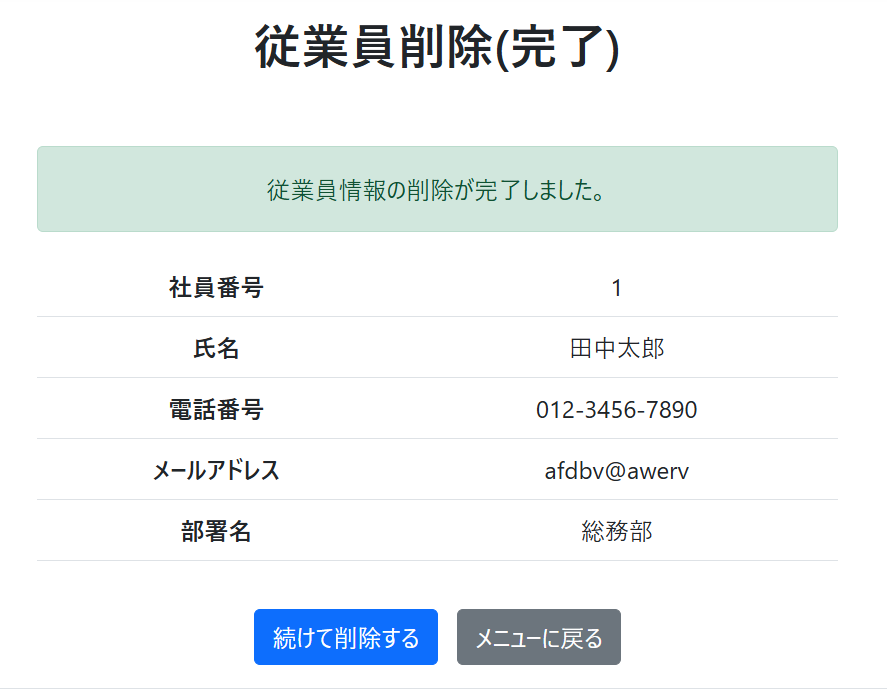 従業員削除(完了)
従業員情報の削除が完了しました。
社員番号 1
氏名 田中太郎
電話番号 012-3456-7890
メールアドレス afdbv@awerv
部署名 総務部
続けて削除する メニューに戻る